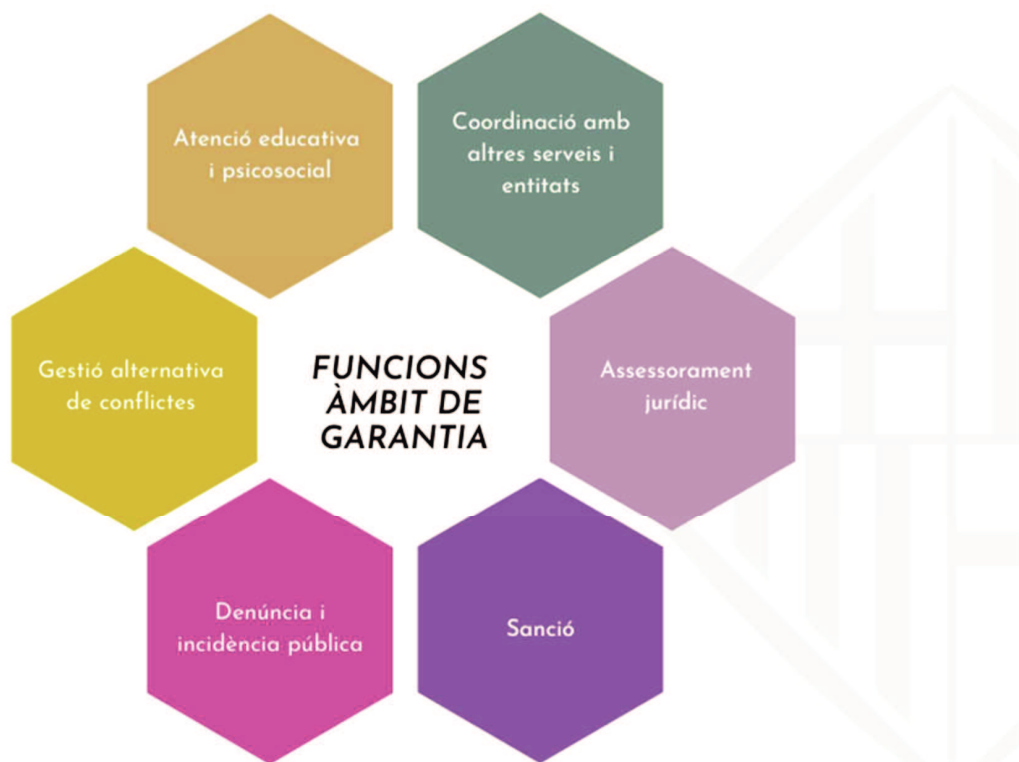 Atenció educativa
i psicosocial
Coordinació amb
altres serveis i
entitats
Gestió alternativa
de conflictes
FUNCIONS
ÀMBIT DE
GARANTIA
Assessorament
jurídic
Denúncia i
incidència pública
Sanció